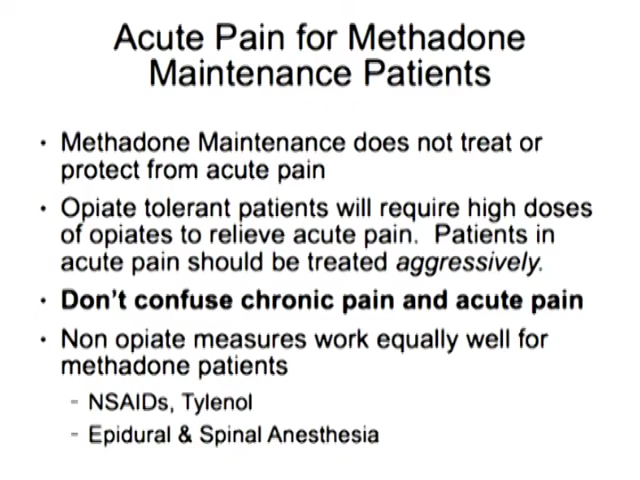 Acute Pain for Methadone
Maintenance Patients
• Methadone Maintenance does not treat or
protect from acute pain
• Opiate tolerant patients will require high doses
of opiates to relieve acute pain.  Patients in
acute pain should be treated aggressively.
• Don't confuse chronic pain and acute pain
• Non opiate measures work equally well for
methadone patients
- NSAIDs, Tylenol
- Epidural & Spinal Anesthesia